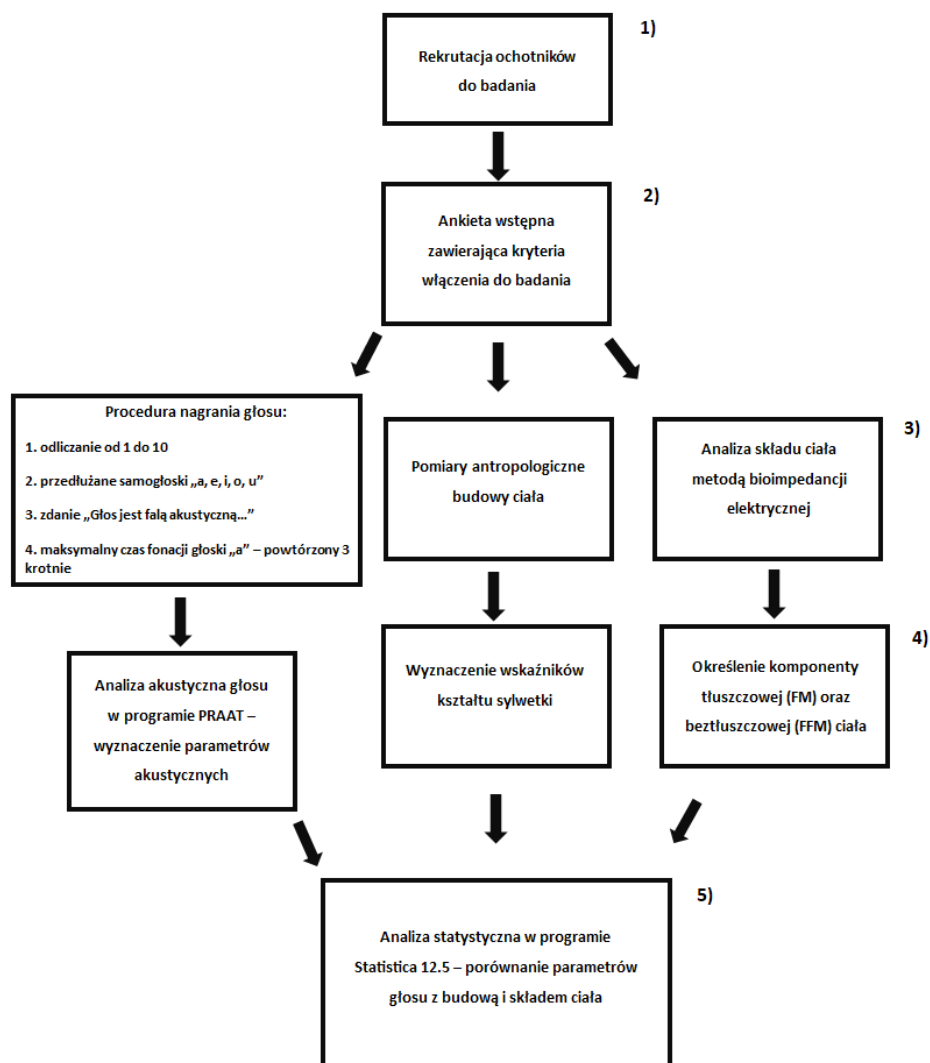 1)
Rekrutacja ochotników
do badania
2)
Ankieta wstępna
zawierająca kryteria
włączenia do badania
Procedura nagrania głosu:
1. odliczanie od 1 do 10
2. przedłużane samogłoski „a, e, i, o, u”
3. zdanie „Głos jest falą akustyczną...”
4. maksymalny czas fonacji głoski „a” – powtórzony 3
krotnie
Pomiary antropologiczne
budowy ciała
3)
Analiza składu ciała
metodą bioimpedancji
elektrycznej
Analiza akustyczna głosu
w programie PRAAT –
wyznaczenie parametrów
akustycznych
Wyznaczenie wskaźników
kształtu sylwetki
4)
Określenie komponenty
tłuszczowej (FM) oraz
beztłuszczowej (FFM) ciała
5)
Analiza statystyczna w programie
Statistica 12.5 – porównanie parametrów
głosu z budową i składem ciała